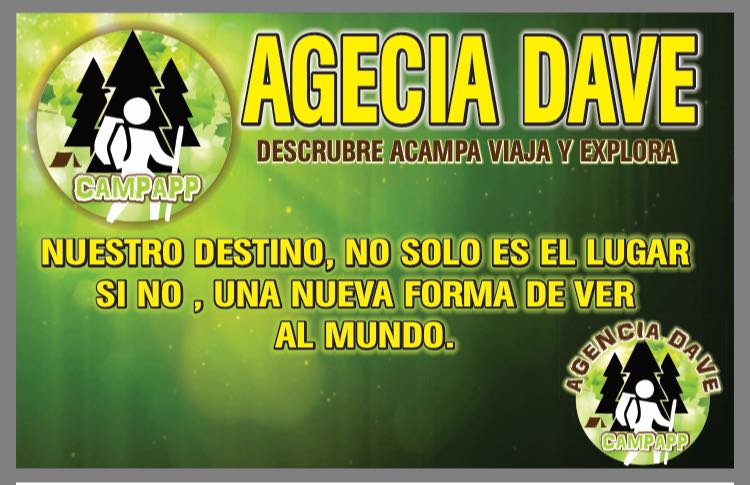 AGECIA DAVE
DESCRUBRE ACAMPA VIAJA Y EXPLORA
CAMPAPP
NUESTRO DESTINO, NO SOLO ES EL LUGAR
SI NO , UNA NUEVA FORMA DE VER
AL MUNDO.
AGENCIA DAVE
CAMPAPP